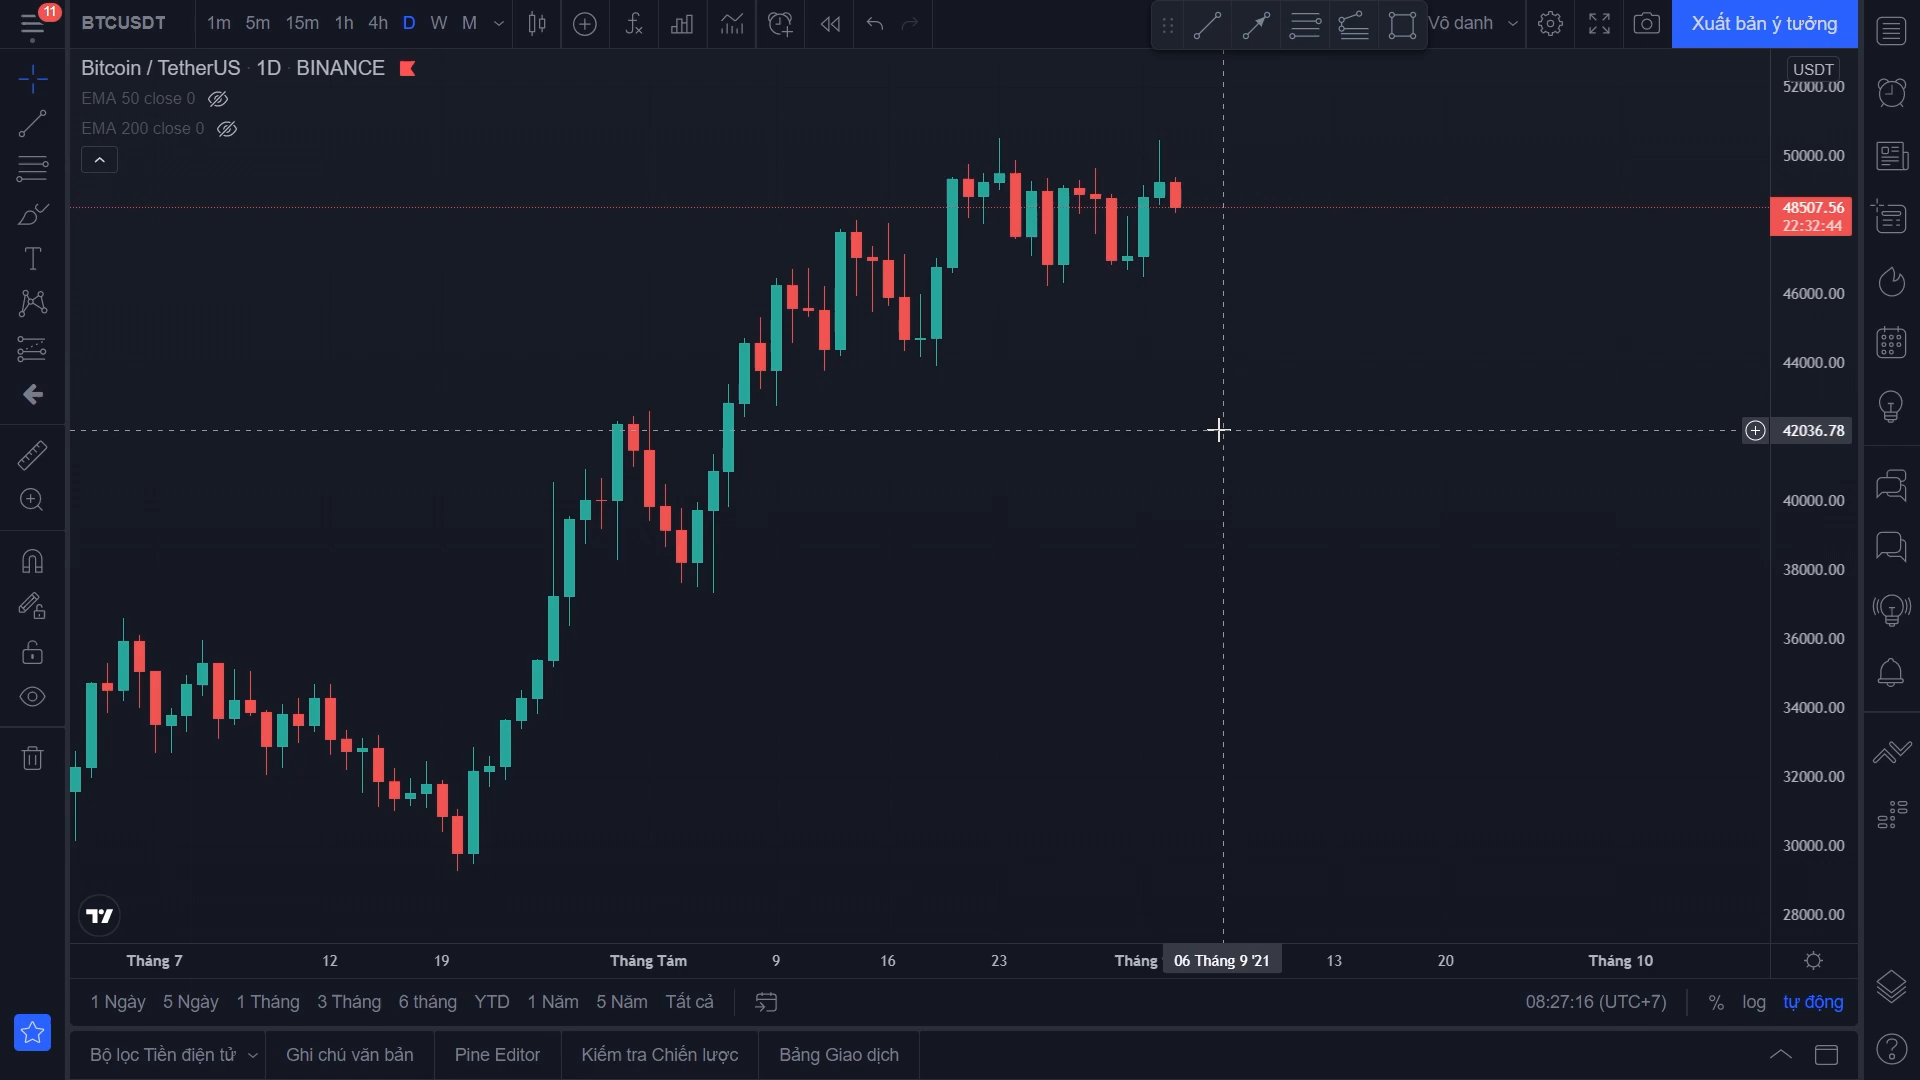 11
BTCUSDT 1m 5m 15m 1h 4h D W M
Vô danh Xuất bản ý tưởng
Bitcoin / TetherUS · 1D · BINANCE
EMA 50 close 0
EMA 200 close 0
USDT
52000.00
50000.00
48507.56
22:32:44
46000.00
44000.00
42036.78
40000.00
38000.00
36000.00
34000.00
32000.00
30000.00
28000.00
Tháng 7 12 19 Tháng Tám 9 16 23 Tháng 06 Tháng 9 '21 13 20 Tháng 10
1 Ngày 5 Ngày 1 Tháng 3 Tháng 6 tháng YTD 1 Năm 5 Năm Tất cả 08:27:16 (UTC+7) % log tự động
Bộ lọc Tiền điện tử Ghi chú văn bản Pine Editor Kiểm tra Chiến lược Bảng Giao dịch